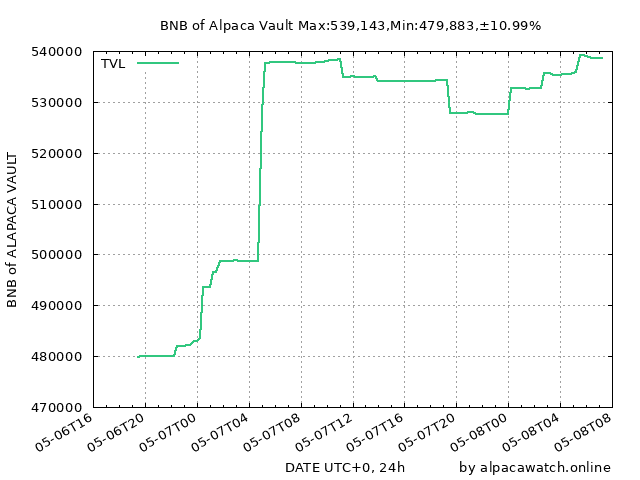 BNB of Alpaca Vault Max:539,143,Min:479,883,±10.99%
TVL
BNB of ALAPACA VAULT
540000
530000
520000
510000
500000
490000
480000
470000
05-06T16
05-06T20
05-07T00
05-07T04
05-07T08
05-07T12
05-07T16
05-07T20
05-08T00
05-08T04
05-08T08
DATE UTC+0, 24h
by alpacawatch.online